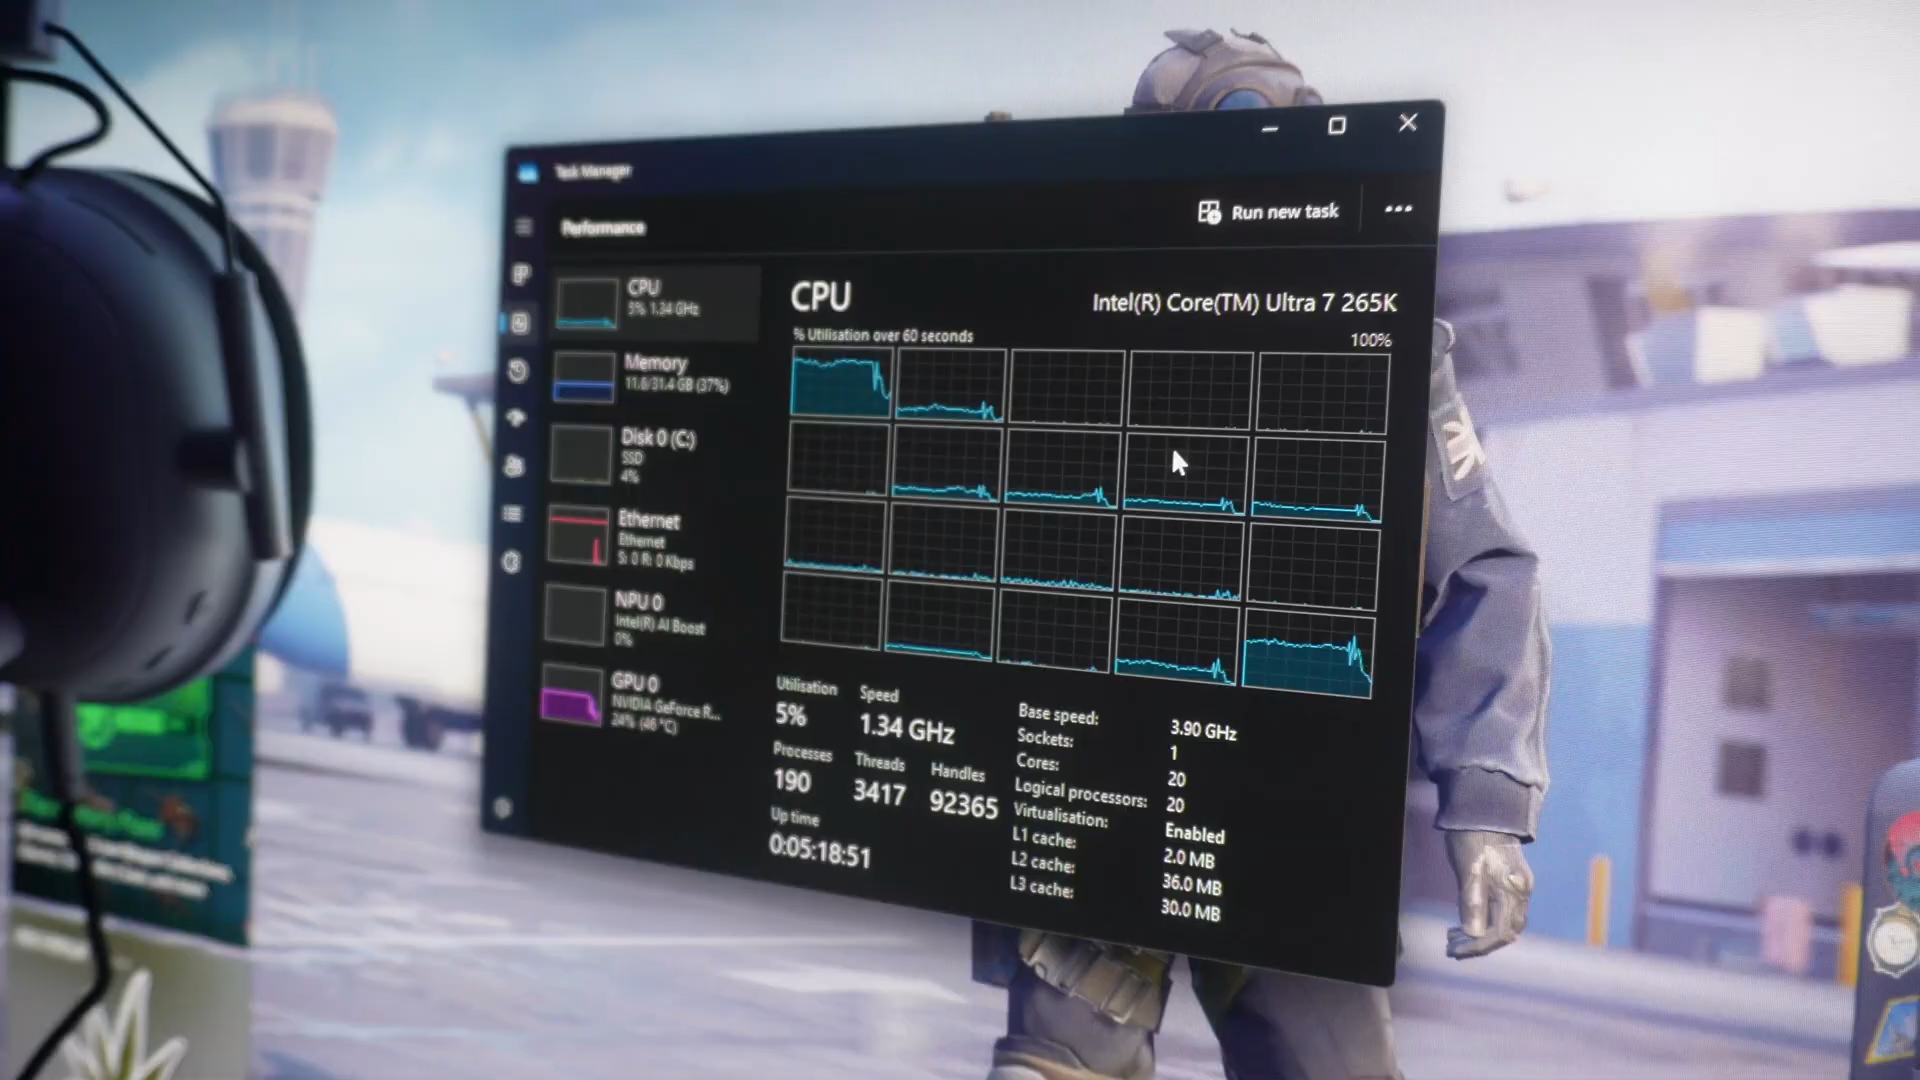 Task Manager
Run new task
Performance
CPU
5% 1.34 GHz
Memory
11.6/31.4 GB (37%)
Disk 0 (C:)
SSD
4%
Ethernet
Ethernet
S: 0 R: 0 Kbps
NPU 0
Intel(R) AI Boost
0%
GPU 0
NVIDIA GeForce R...
24% (46 °C)
CPU
Intel(R) Core(TM) Ultra 7 265K
% Utilisation over 60 seconds
100%
Utilisation
5%
Speed
1.34 GHz
Processes
190
Threads
3417
Handles
92365
Up time
0:05:18:51
Base speed: 3.90 GHz
Sockets: 1
Cores: 20
Logical processors: 20
Virtualisation: Enabled
L1 cache: 2.0 MB
L2 cache: 36.0 MB
L3 cache: 30.0 MB